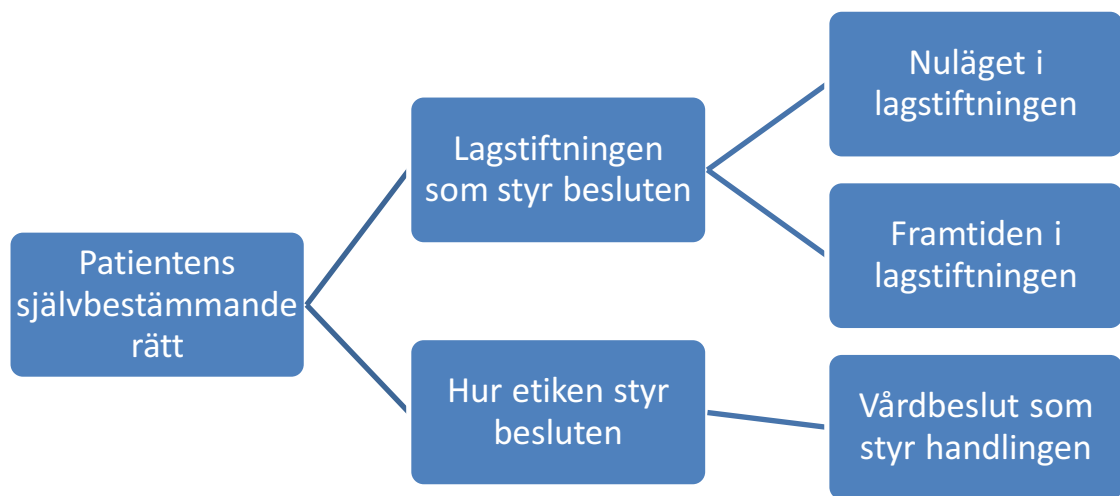 Patientens
självbestämmande
rätt
Lagstiftningen
som styr besluten
Hur etiken styr
besluten
Nuläget i
lagstiftningen
Framtiden i
lagstiftningen
Vårdbeslut som
styr handlingen